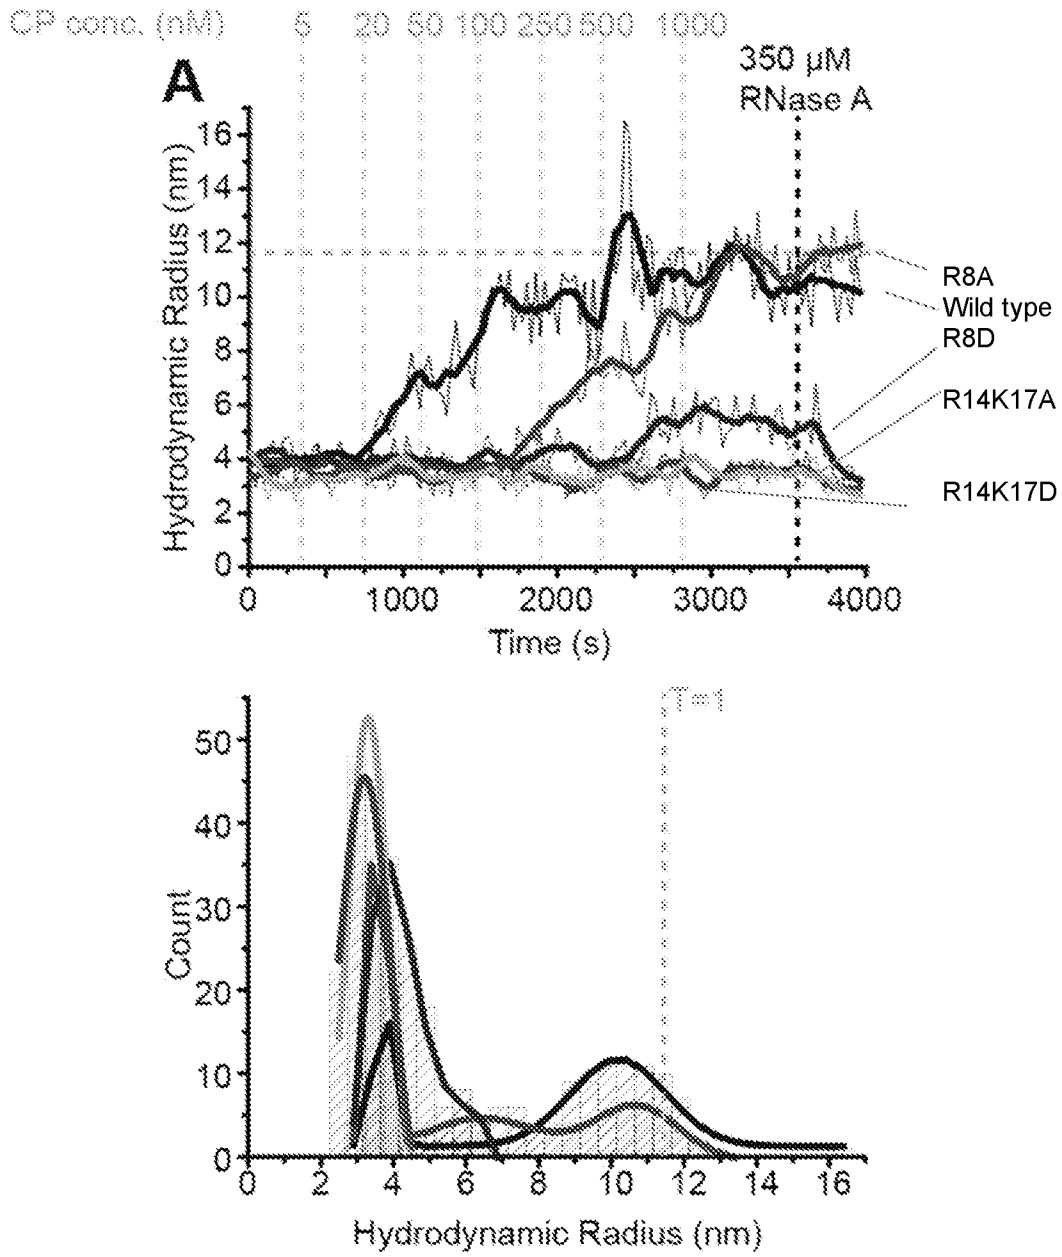 CP conc. (nM) 5 20 50 100 250 500 1000
A
350 µM
RNase A
16
14
12
10
8
6
4
2
0
Hydrodynamic Radius (nm)
R8A
Wild type
R8D
R14K17A
R14K17D
0 1000 2000 3000 4000
Time (s)
T=1
50
40
30
20
10
0
Count
0 2 4 6 8 10 12 14 16
Hydrodynamic Radius (nm)